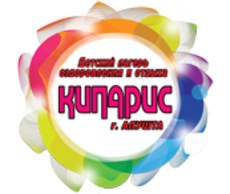 Детский лагерь
оздоровления и отдыха
КИПАРИС
г. АЛУШТА